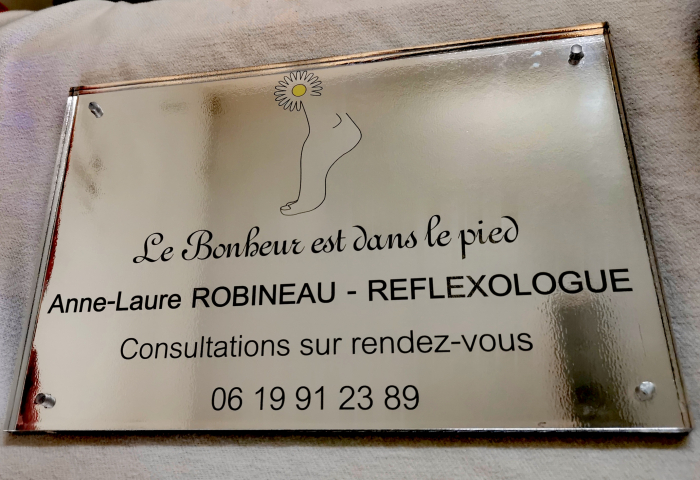 Le Bonheur est dans le pied
Anne-Laure ROBINEAU - REFLEXOLOGUE
Consultations sur rendez-vous
06 19 91 23 89